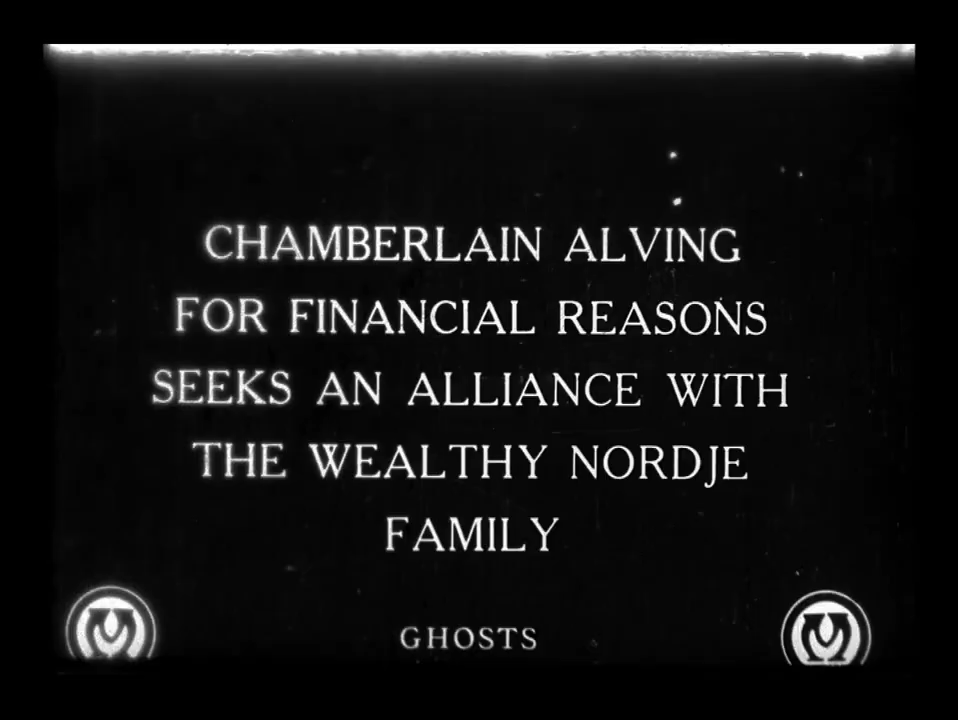 CHAMBERLAIN ALVING
FOR FINANCIAL REASONS
SEEKS AN ALLIANCE WITH
THE WEALTHY NORDJE
FAMILY
GHOSTS